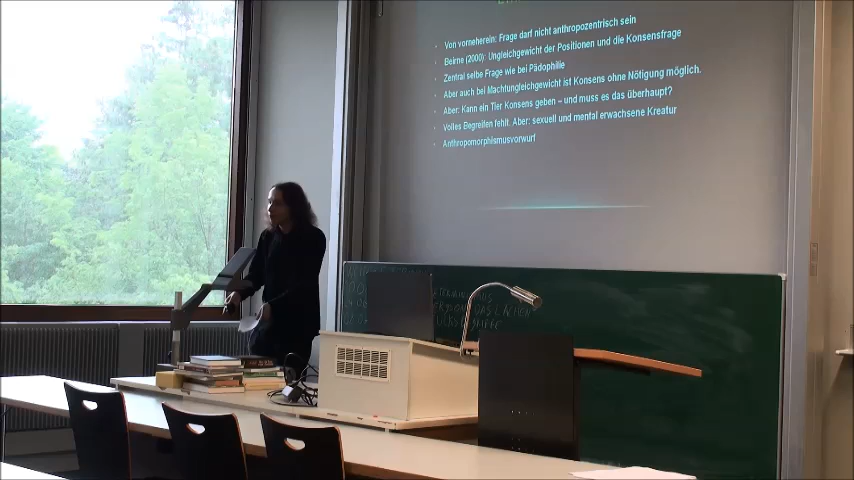 Von vorneherein: Frage darf nicht anthropozentrisch sein
Beirne (2000): Ungleichgewicht der Positionen und die Konsensfrage
Zentral selbe Frage wie bei Pädophilie
Aber auch bei Machtungleichgewicht ist Konsens ohne Nötigung möglich.
Aber: Kann ein Tier Konsens geben – und muss es das überhaupt?
Volles Begreifen fehlt. Aber: sexuell und mental erwachsene Kreatur
Anthropomorphismusvorwurf
DAS LACHEN